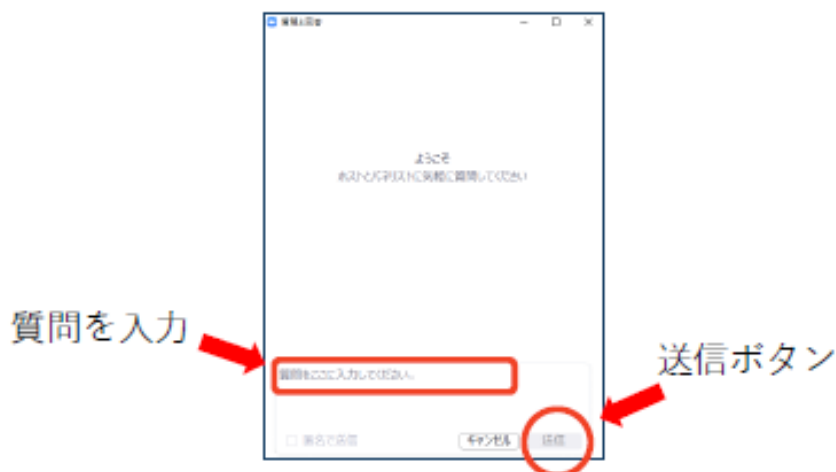 質問と回答
ようこそ
ホストとパネリストに気軽に質問してください
質問を入力
送信ボタン
質問をここに入力してください。
匿名で送信
キャンセル
送信